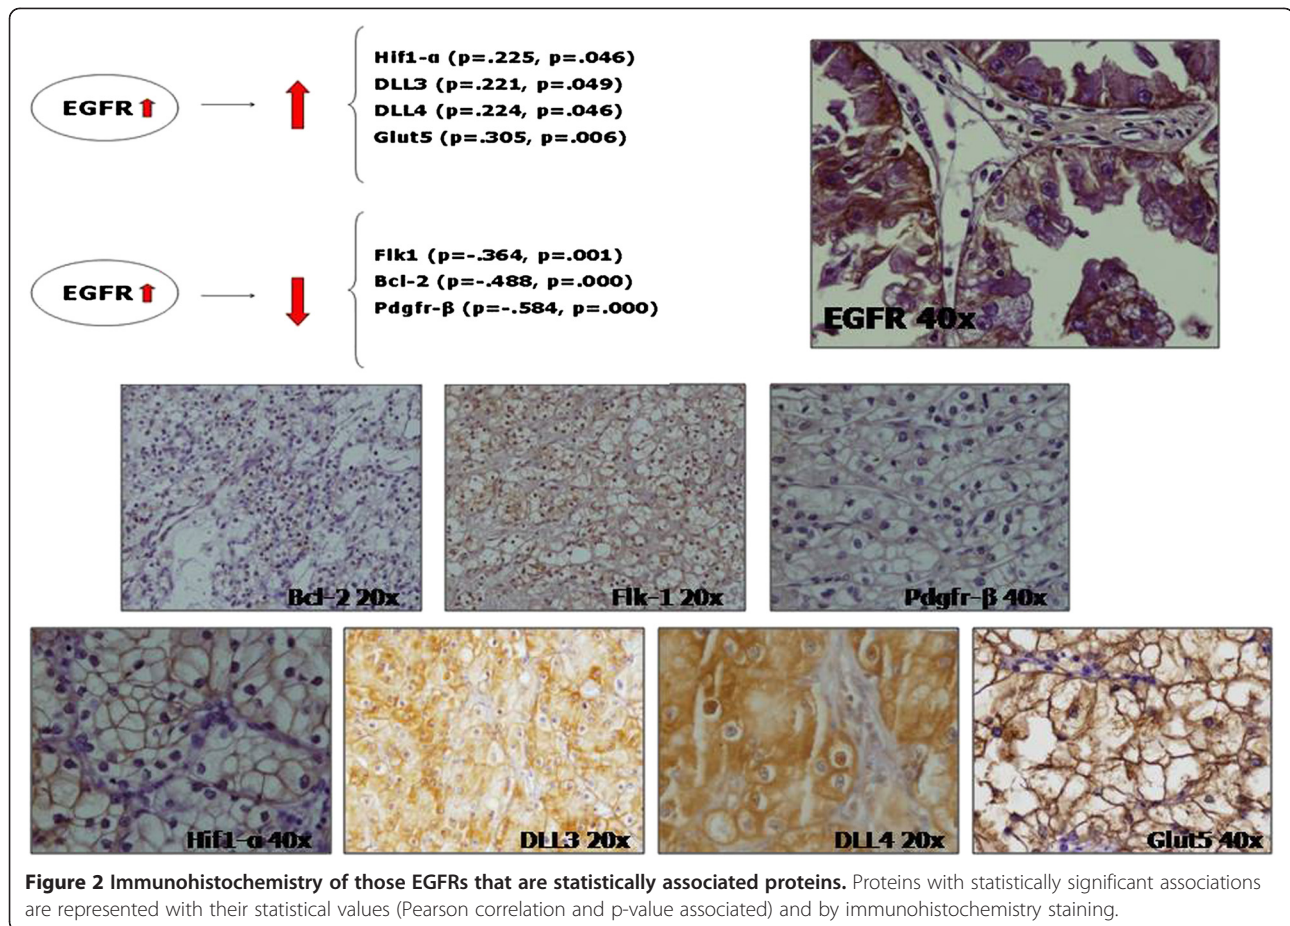 Hif1-α (p=.225, p=.046)
DLL3 (p=.221, p=.049)
EGFR
DLL4 (p=.224, p=.046)
Glut5 (p=.305, p=.006)
Flk1 (p=-.364, p=.001)
EGFR
Bcl-2 (p=-.488, p=.000)
Pdgfr-β (p=-.584, p=.000)
EGFR 40x
Bcl-2 20x
Flk-1 20x
Pdgfr-β 40x
Hif1-α 40x
DLL3 20x
DLL4 20x
Glut5 40x
Figure 2 Immunohistochemistry of those EGFRs that are statistically associated proteins. Proteins with statistically significant associations
are represented with their statistical values (Pearson correlation and p-value associated) and by immunohistochemistry staining.